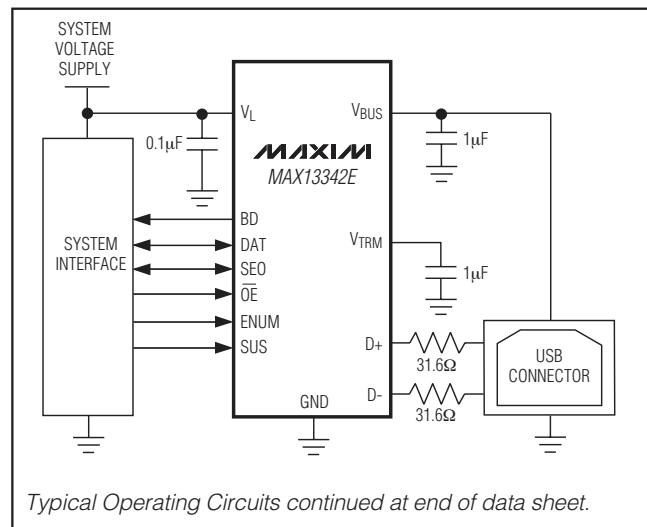 SYSTEM
VOLTAGE
SUPPLY
VL
VBUS
0.1µF
1µF
MAXIM
MAX13342E
BD
DAT
SEO
OE
ENUM
SUS
SYSTEM
INTERFACE
VTRM
1µF
D+
31.6Ω
D-
31.6Ω
USB
CONNECTOR
GND
Typical Operating Circuits continued at end of data sheet.